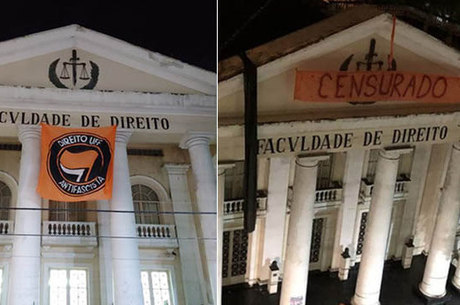 FACVLDADE DE DIREITO
DIREITO UFF
ANTIFASCISTA
CENSURADO
FACVLDADE DE DIREITO